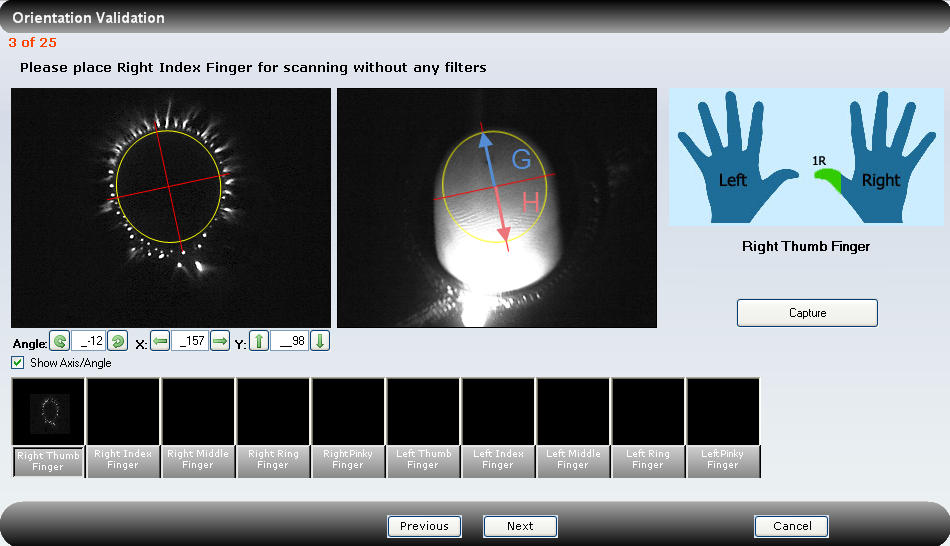 Orientation Validation
3 of 25
Please place Right Index Finger for scanning without any filters
G
H
1R
Left
Right
Right Thumb Finger
Capture
Angle: _-12 X: _157 Y: __98
Show Axis/Angle
Right Thumb
Finger
Right Index
Finger
Right Middle
Finger
Right Ring
Finger
RightPinky
Finger
Left Thumb
Finger
Left Index
Finger
Left Middle
Finger
Left Ring
Finger
LeftPinky
Finger
Previous
Next
Cancel